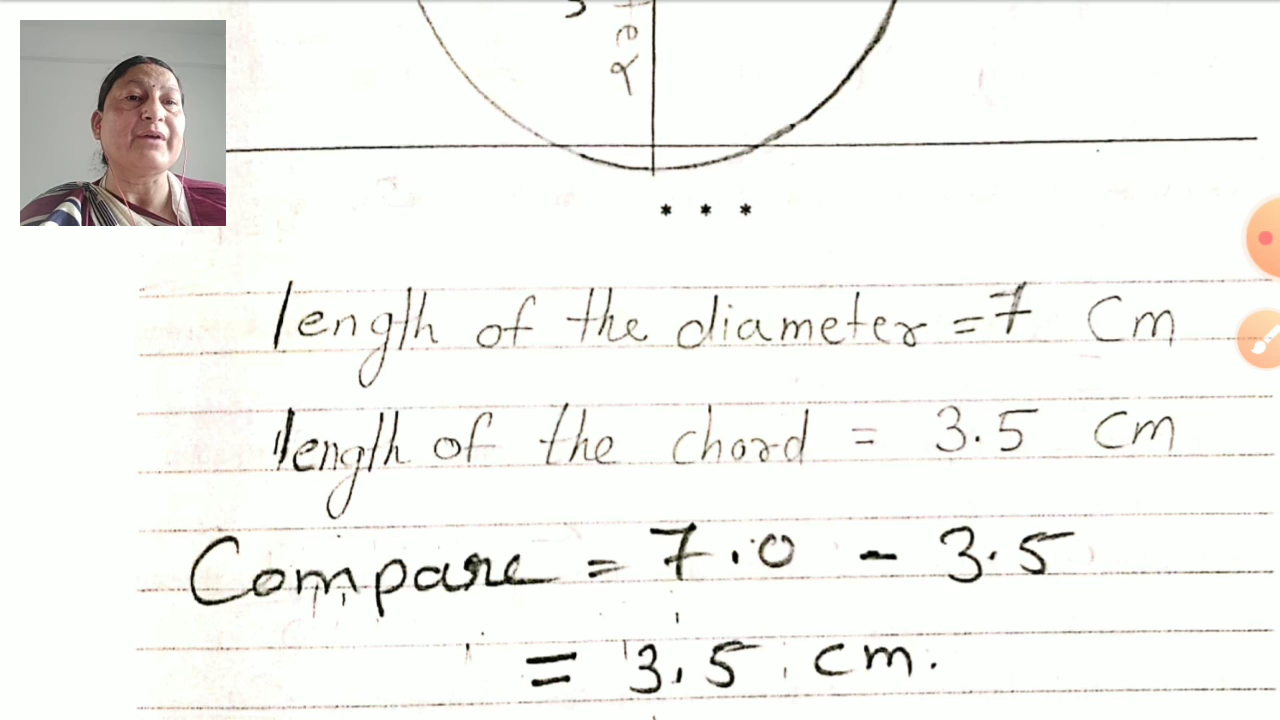 ter
* * *
length of the diameter = 7 Cm
length of the chord = 3.5 Cm
Compare = 7.0 - 3.5
= 3.5 cm.